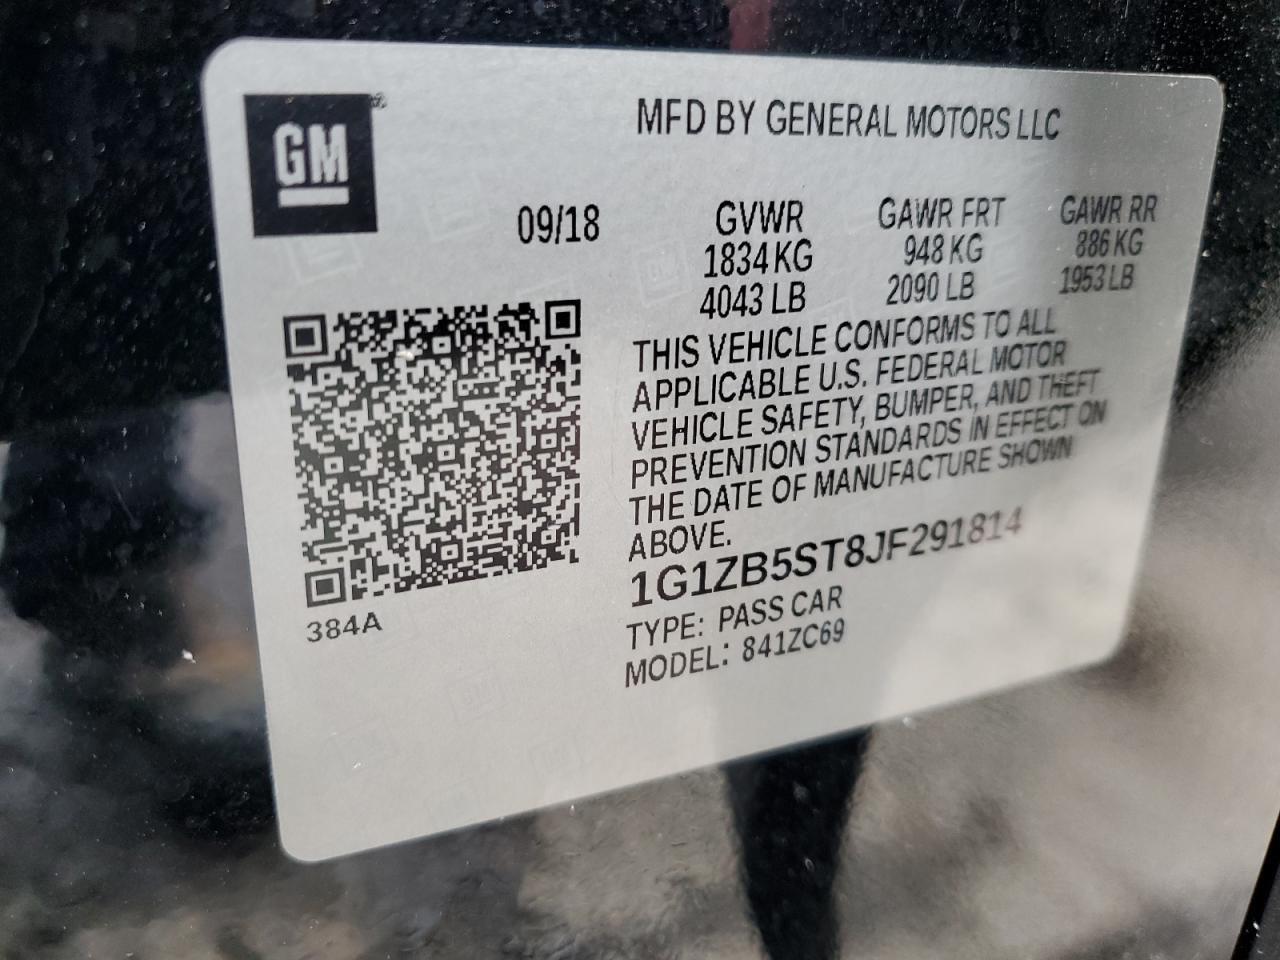 GM
MFD BY GENERAL MOTORS LLC
09/18 GVWR GAWR FRT GAWR RR
1834KG 948 KG 886 KG
4043 LB 2090 LB 1953 LB
THIS VEHICLE CONFORMS TO ALL
APPLICABLE U.S. FEDERAL MOTOR
VEHICLE SAFETY, BUMPER, AND THEFT
PREVENTION STANDARDS IN EFFECT ON
THE DATE OF MANUFACTURE SHOWN
ABOVE.
1G1ZB5ST8JF291814
TYPE: PASS CAR
MODEL: 841ZC69
384A